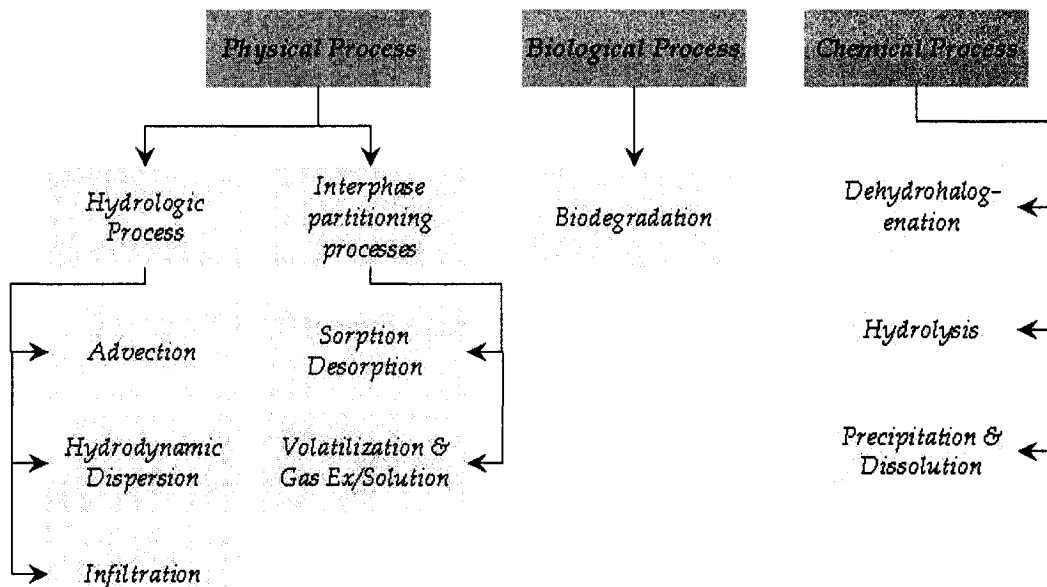 Physical Process
Biological Process
Chemical Process
Hydrologic
Process
Interphase
partitioning
processes
Biodegradation
Dehydrohalog-
enation
Advection
Sorption
Desorption
Hydrolysis
Hydrodynamic
Dispersion
Volatilization &
Gas Ex/Solution
Precipitation &
Dissolution
Infiltration